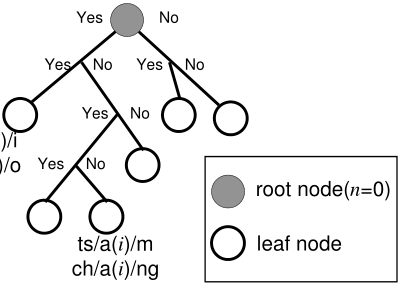 Yes No
Yes No Yes No
)/i
Yes No
)/o
Yes No
root node(n=0)
ts/a(i)/m
leaf node
ch/a(i)/ng